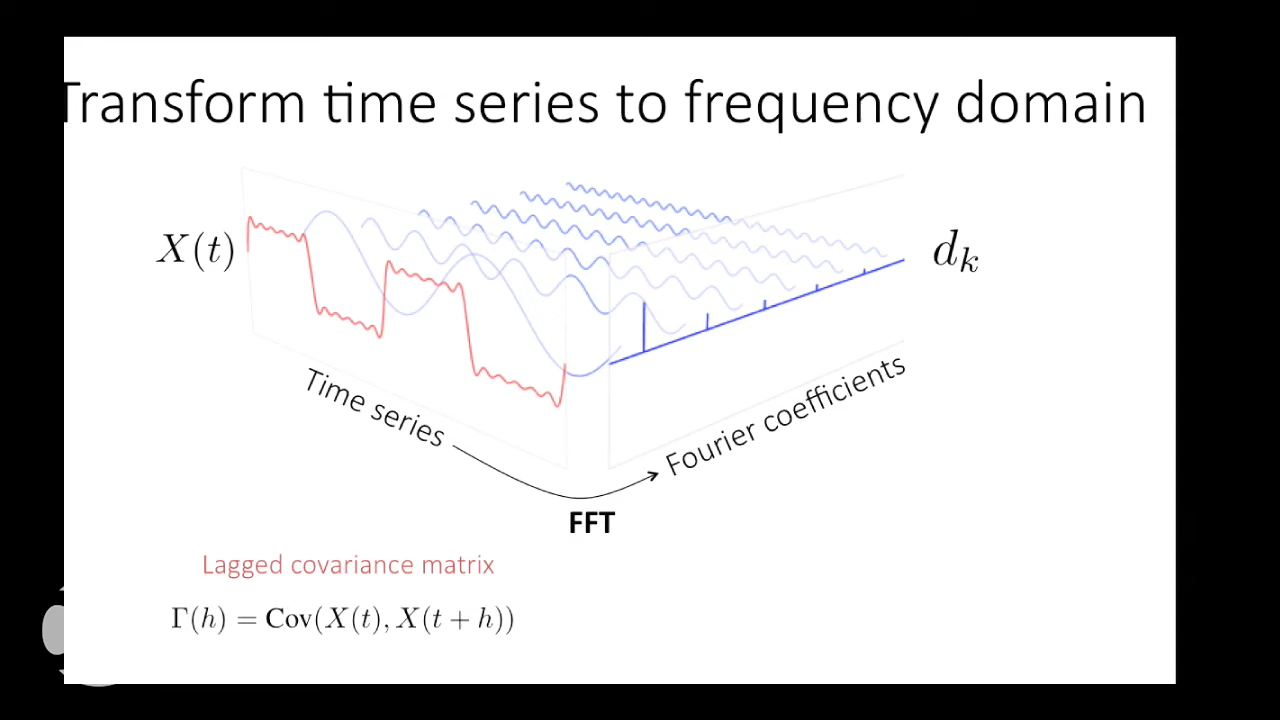 Transform time series to frequency domain
X(t)
d_k
Time series
Fourier coefficients
FFT
Lagged covariance matrix
Γ(h) = Cov(X(t), X(t + h))